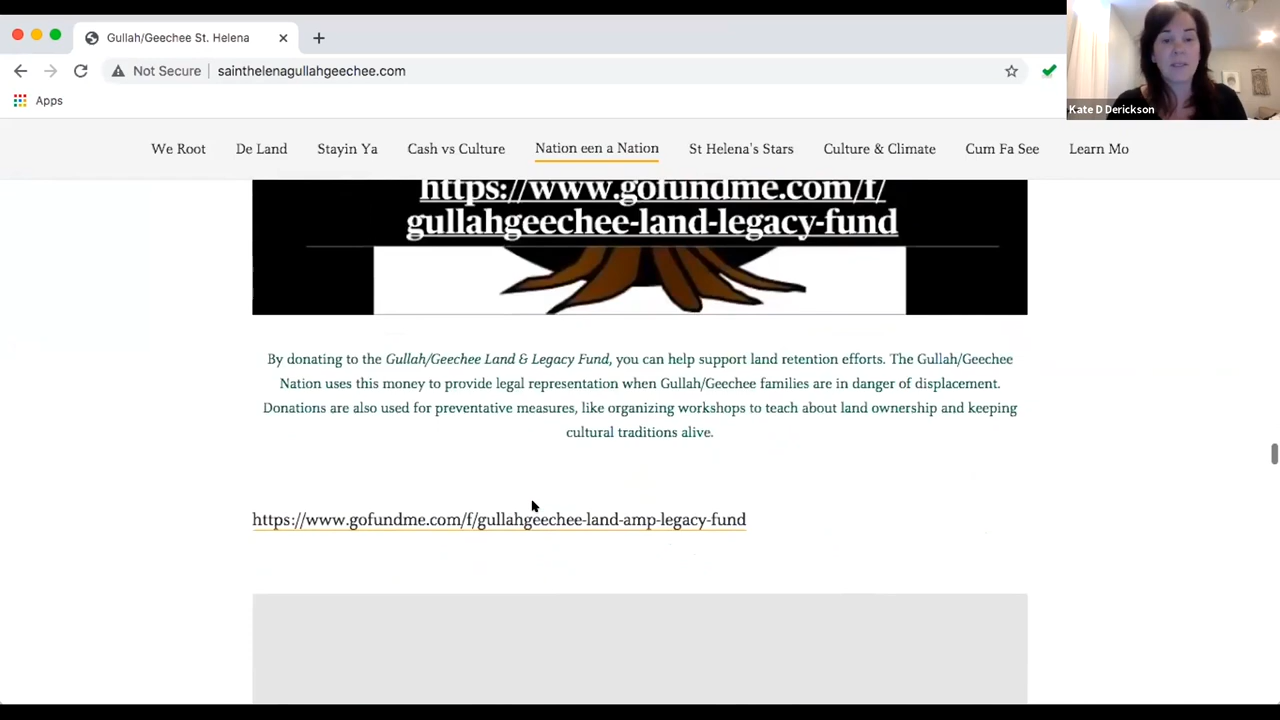 Gullah/Geechee St. Helena
Not Secure
sainthelenagullahgeechee.com
Apps
Kate D Derickson
We Root
De Land
Stayin Ya
Cash vs Culture
Nation een a Nation
St Helena's Stars
Culture & Climate
Cum Fa See
Learn Mo
https://www.gofundme.com/f/
gullahgeechee-land-legacy-fund
By donating to the Gullah/Geechee Land & Legacy Fund, you can help support land retention efforts. The Gullah/Geechee
Nation uses this money to provide legal representation when Gullah/Geechee families are in danger of displacement.
Donations are also used for preventative measures, like organizing workshops to teach about land ownership and keeping
cultural traditions alive.
https://www.gofundme.com/f/gullahgeechee-land-amp-legacy-fund